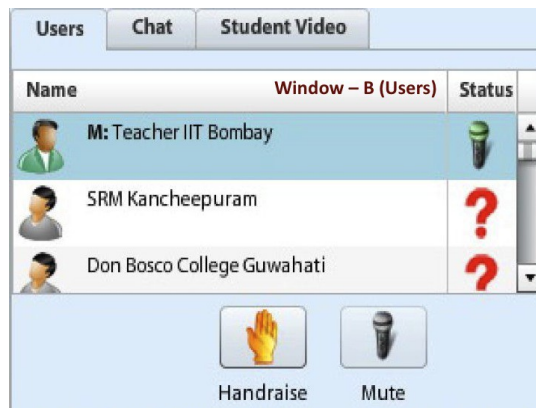 Users Chat Student Video
Name Window – B (Users) Status
M: Teacher IIT Bombay
SRM Kancheepuram
Don Bosco College Guwahati
Handraise Mute